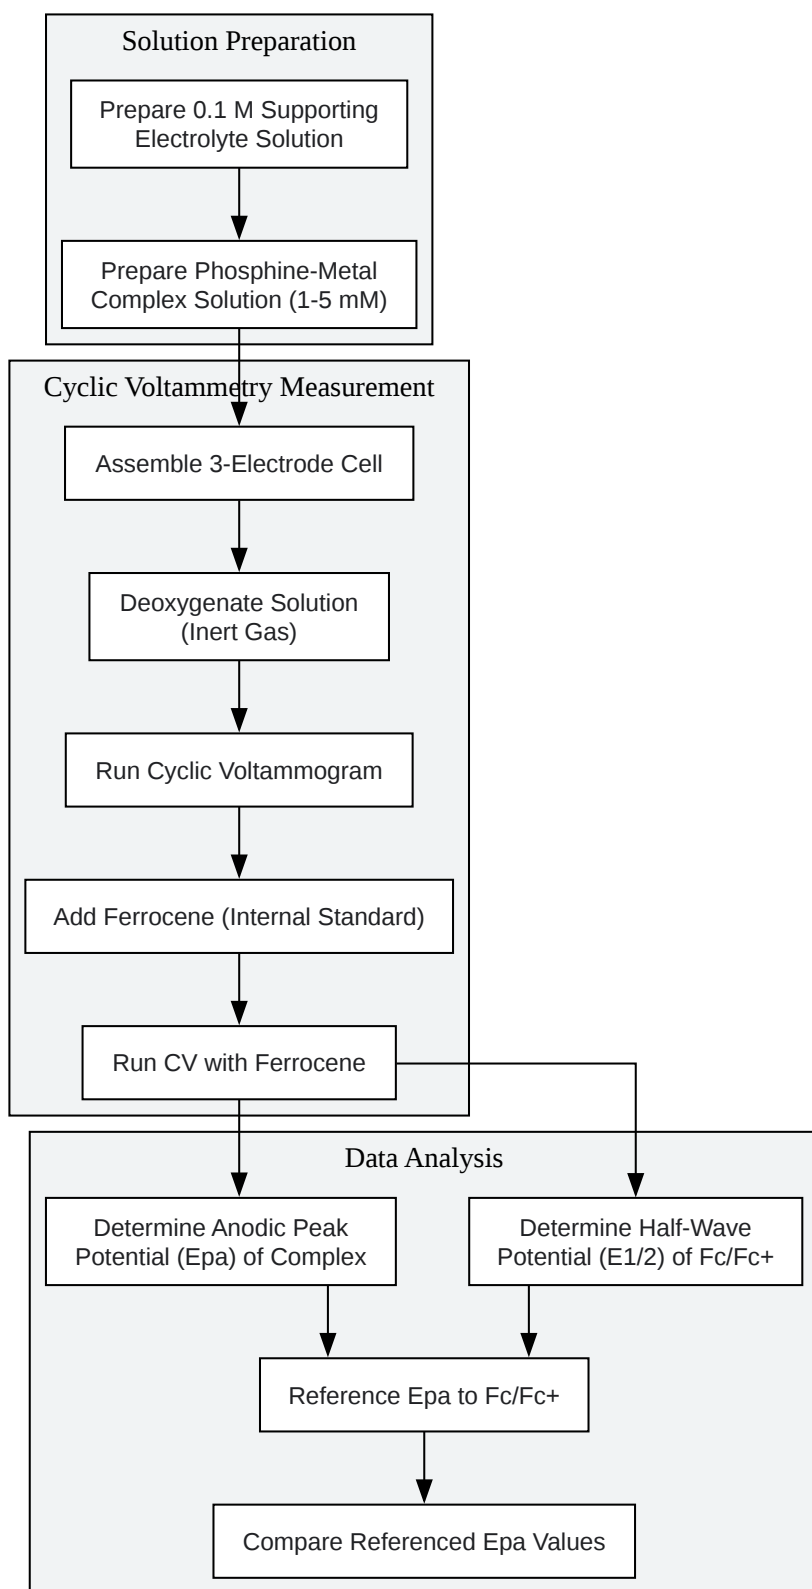 Solution Preparation
Prepare 0.1 M Supporting
Electrolyte Solution
Prepare Phosphine-Metal
Complex Solution (1-5 mM)
Cyclic Voltammetry Measurement
Assemble 3-Electrode Cell
Deoxygenate Solution
(Inert Gas)
Run Cyclic Voltammogram
Add Ferrocene (Internal Standard)
Run CV with Ferrocene
Data Analysis
Determine Anodic Peak
Potential (Epa) of Complex
Determine Half-Wave
Potential (E1/2) of Fc/Fc+
Reference Epa to Fc/Fc+
Compare Referenced Epa Values